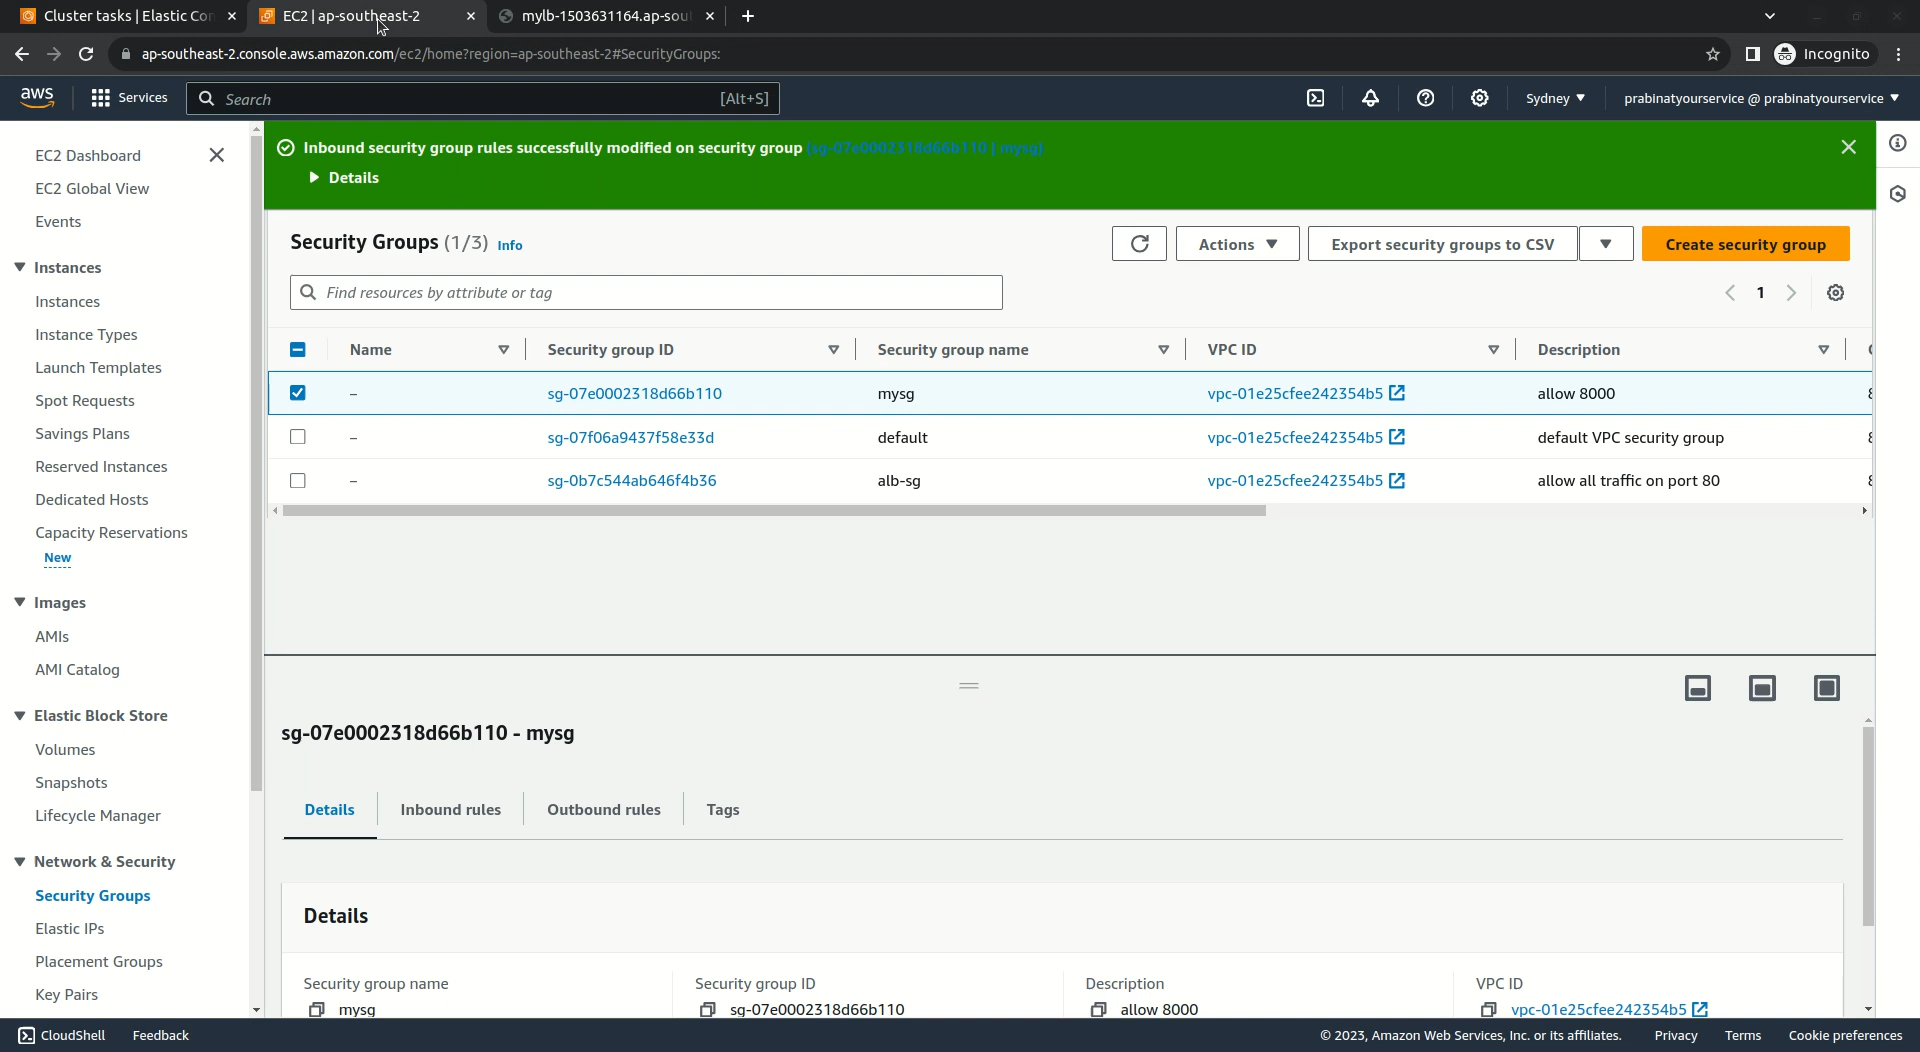 Cluster tasks | Elastic Con
EC2 | ap-southeast-2
mylb-1503631164.ap-sou
ap-southeast-2.console.aws.amazon.com/ec2/home?region=ap-southeast-2#SecurityGroups:
Incognito
aws
Services
Search
[Alt+S]
Sydney
prabinatyourservice @ prabinatyourservice
EC2 Dashboard
EC2 Global View
Events
Instances
Instances
Instance Types
Launch Templates
Spot Requests
Savings Plans
Reserved Instances
Dedicated Hosts
Capacity Reservations
New
Images
AMIs
AMI Catalog
Elastic Block Store
Volumes
Snapshots
Lifecycle Manager
Network & Security
Security Groups
Elastic IPs
Placement Groups
Key Pairs
Inbound security group rules successfully modified on security group (sg-07e0002318d66b110 | mysg)
Details
Security Groups (1/3) Info
Actions
Export security groups to CSV
Create security group
Find resources by attribute or tag
1
Name Security group ID Security group name VPC ID Description
– sg-07e0002318d66b110 mysg vpc-01e25cfee242354b5 allow 8000
– sg-07f06a9437f58e33d default vpc-01e25cfee242354b5 default VPC security group
– sg-0b7c544ab646f4b36 alb-sg vpc-01e25cfee242354b5 allow all traffic on port 80
sg-07e0002318d66b110 - mysg
Details Inbound rules Outbound rules Tags
Details
Security group name Security group ID Description VPC ID
mysg sg-07e0002318d66b110 allow 8000 vpc-01e25cfee242354b5
CloudShell Feedback
© 2023, Amazon Web Services, Inc. or its affiliates. Privacy Terms Cookie preferences